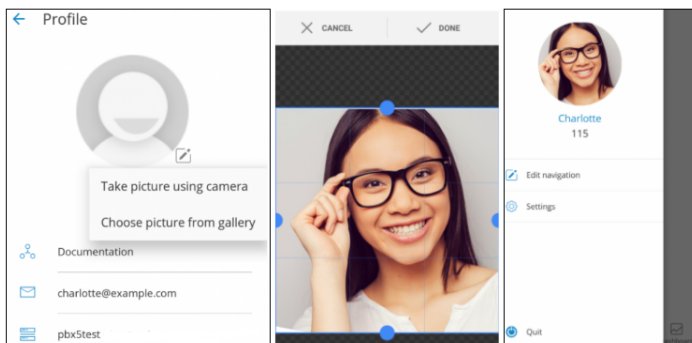 Profile
Take picture using camera
Choose picture from gallery
Documentation
charlotte@example.com
pbx5test
CANCEL
DONE
Charlotte
115
Edit navigation
Settings
Quit